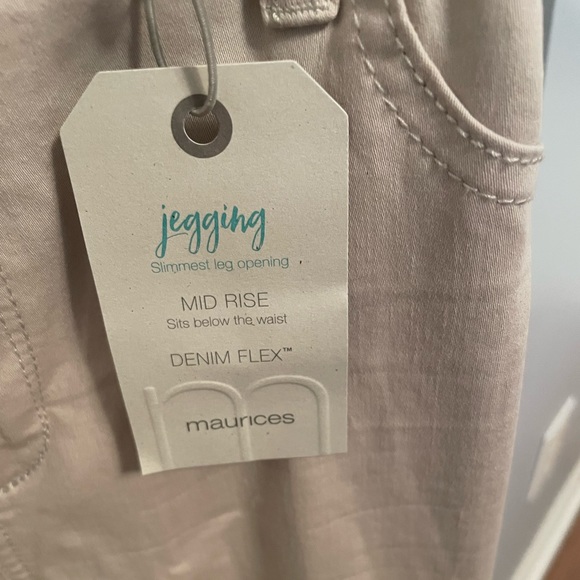 jegging
Slimmest leg opening
MID RISE
Sits below the waist
DENIM FLEX™
maurices